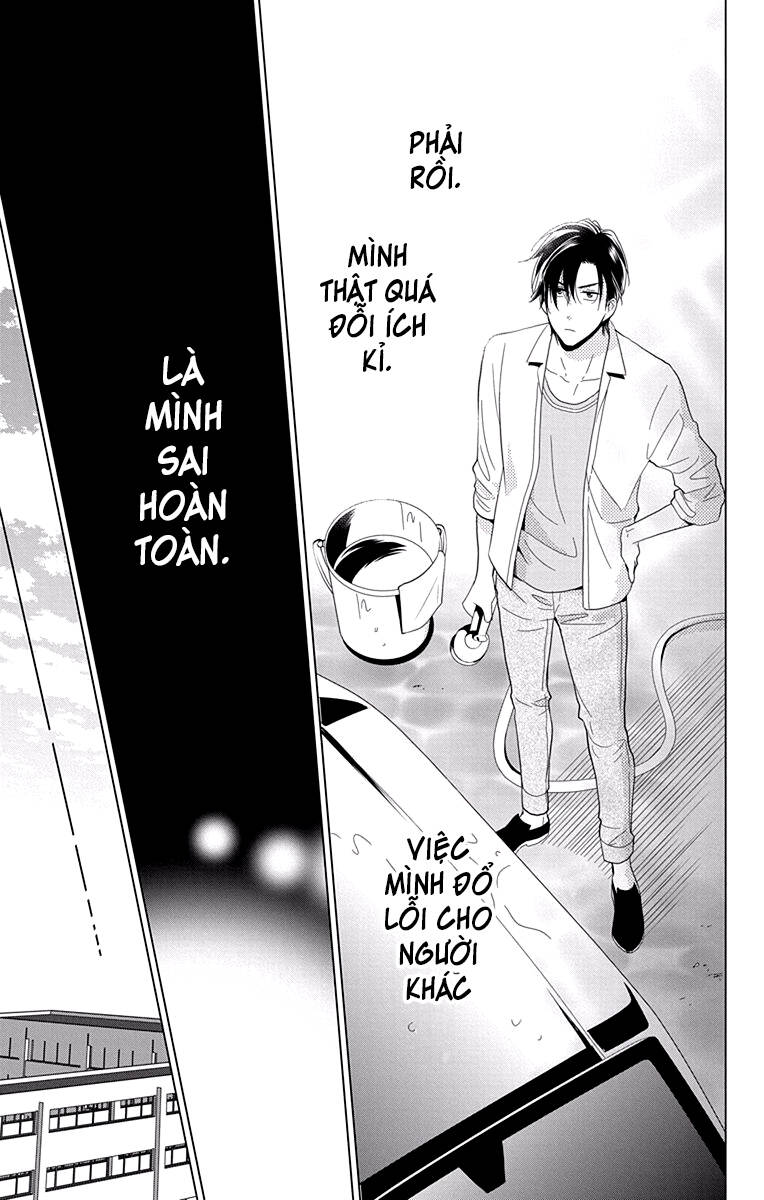 PHẢI
RỒI.
MÌNH
THẬT QUÁ
ĐỖI ÍCH
KỈ.
VIỆC
MÌNH ĐỔ
LỖI CHO
NGƯỜI
KHÁC
LÀ
MÌNH
SAI
HOÀN
TOÀN.